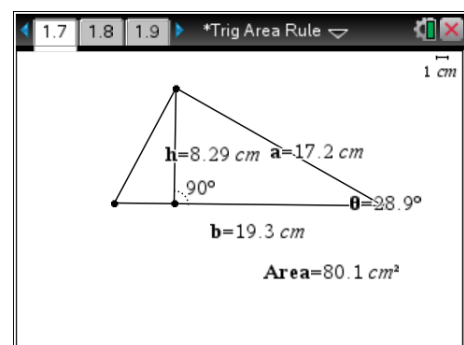 1.7 1.8 1.9 *Trig Area Rule
1 cm
h=8.29 cm a=17.2 cm
90°
θ=28.9°
b=19.3 cm
Area=80.1 cm²